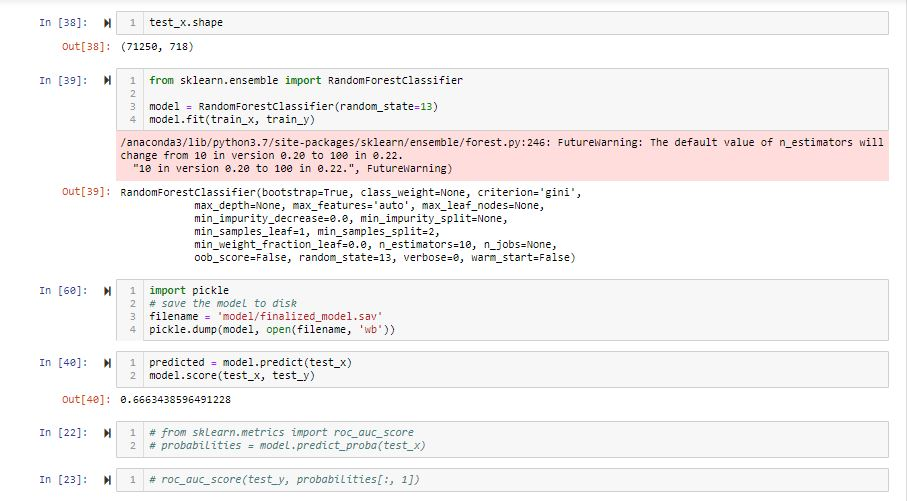 In [38]: 1 test_x.shape
Out[38]: (71250, 718)
In [39]: 1 from sklearn.ensemble import RandomForestClassifier
2
3 model = RandomForestClassifier(random_state=13)
4 model.fit(train_x, train_y)
/anaconda3/lib/python3.7/site-packages/sklearn/ensemble/forest.py:246: FutureWarning: The default value of n_estimators will
change from 10 in version 0.20 to 100 in 0.22.
"10 in version 0.20 to 100 in 0.22.", FutureWarning)
Out[39]: RandomForestClassifier(bootstrap=True, class_weight=None, criterion='gini',
max_depth=None, max_features='auto', max_leaf_nodes=None,
min_impurity_decrease=0.0, min_impurity_split=None,
min_samples_leaf=1, min_samples_split=2,
min_weight_fraction_leaf=0.0, n_estimators=10, n_jobs=None,
oob_score=False, random_state=13, verbose=0, warm_start=False)
In [60]: 1 import pickle
2 # save the model to disk
3 filename = 'model/finalized_model.sav'
4 pickle.dump(model, open(filename, 'wb'))
In [40]: 1 predicted = model.predict(test_x)
2 model.score(test_x, test_y)
Out[40]: 0.6663438596491228
In [22]: 1 # from sklearn.metrics import roc_auc_score
2 # probabilities = model.predict_proba(test_x)
In [23]: 1 # roc_auc_score(test_y, probabilities[:, 1])